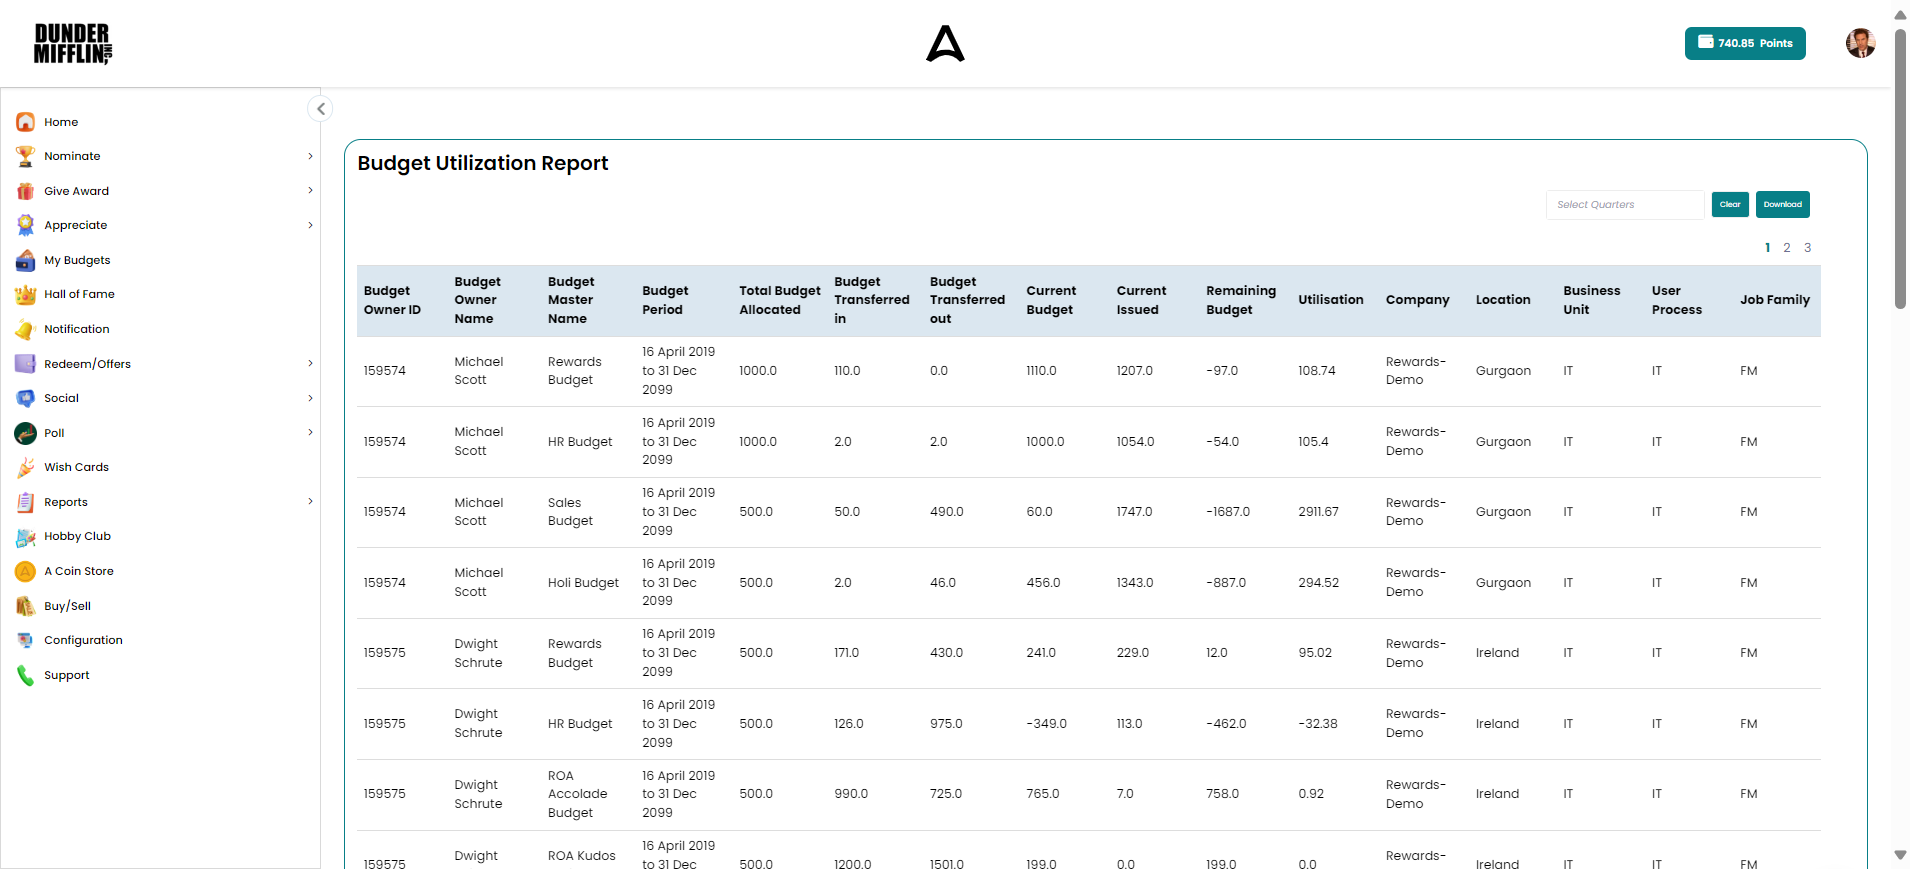 DUNDER
MIFFLIN, INC.
740.85 Points
Home
Nominate
Give Award
Appreciate
My Budgets
Hall of Fame
Notification
Redeem/Offers
Social
Poll
Wish Cards
Reports
Hobby Club
A Coin Store
Buy/Sell
Configuration
Support
Budget Utilization Report
Select Quarters Clear Download
1 2 3
Budget Owner ID Budget Owner Name Budget Master Name Budget Period Total Budget Allocated Budget Transferred in Budget Transferred out Current Budget Current Issued Remaining Budget Utilisation Company Location Business Unit User Process Job Family
159574 Michael Scott Rewards Budget 16 April 2019 to 31 Dec 2099 1000.0 110.0 0.0 1110.0 1207.0 -97.0 108.74 Rewards-Demo Gurgaon IT IT FM
159574 Michael Scott HR Budget 16 April 2019 to 31 Dec 2099 1000.0 2.0 2.0 1000.0 1054.0 -54.0 105.4 Rewards-Demo Gurgaon IT IT FM
159574 Michael Scott Sales Budget 16 April 2019 to 31 Dec 2099 500.0 50.0 490.0 60.0 1747.0 -1687.0 2911.67 Rewards-Demo Gurgaon IT IT FM
159574 Michael Scott Holi Budget 16 April 2019 to 31 Dec 2099 500.0 2.0 46.0 456.0 1343.0 -887.0 294.52 Rewards-Demo Gurgaon IT IT FM
159575 Dwight Schrute Rewards Budget 16 April 2019 to 31 Dec 2099 500.0 171.0 430.0 241.0 229.0 12.0 95.02 Rewards-Demo Ireland IT IT FM
159575 Dwight Schrute HR Budget 16 April 2019 to 31 Dec 2099 500.0 126.0 975.0 -349.0 113.0 -462.0 -32.38 Rewards-Demo Ireland IT IT FM
159575 Dwight Schrute ROA Accolade Budget 16 April 2019 to 31 Dec 2099 500.0 990.0 725.0 765.0 7.0 758.0 0.92 Rewards-Demo Ireland IT IT FM
159575 Dwight ROA Kudos 16 April 2019 to 31 Dec 500.0 1200.0 1501.0 199.0 0.0 199.0 0.0 Rewards- Ireland IT IT FM